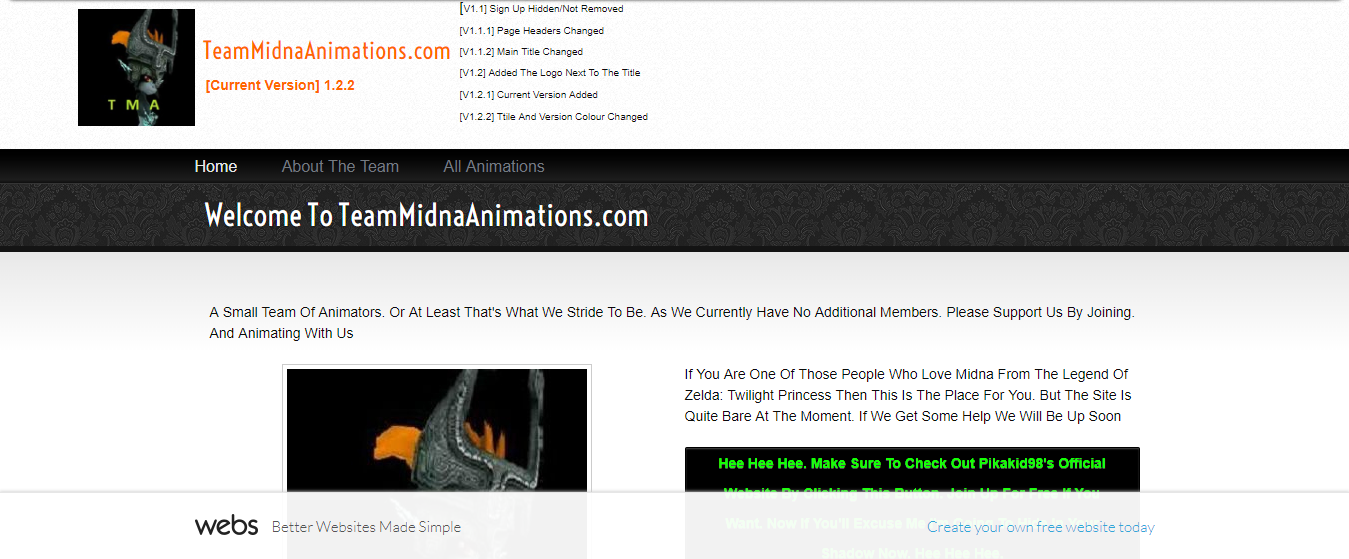 T M A
TeamMidnaAnimations.com
[Current Version] 1.2.2
[V1.1] Sign Up Hidden/Not Removed
[V1.1.1] Page Headers Changed
[V1.1.2] Main Title Changed
[V1.2] Added The Logo Next To The Title
[V1.2.1] Current Version Added
[V1.2.2] Ttile And Version Colour Changed
Home About The Team All Animations
Welcome To TeamMidnaAnimations.com
A Small Team Of Animators. Or At Least That's What We Stride To Be. As We Currently Have No Additional Members. Please Support Us By Joining.
And Animating With Us
If You Are One Of Those People Who Love Midna From The Legend Of
Zelda: Twilight Princess Then This Is The Place For You. But The Site Is
Quite Bare At The Moment. If We Get Some Help We Will Be Up Soon
Hee Hee Hee. Make Sure To Check Out Pikakid98's Official
Website By Clicking This Button. Join Up For Free If You
Want. Now If You'll Excuse Me
Shadow Now. Hee Hee Hee.
webs Better Websites Made Simple
Create your own free website today